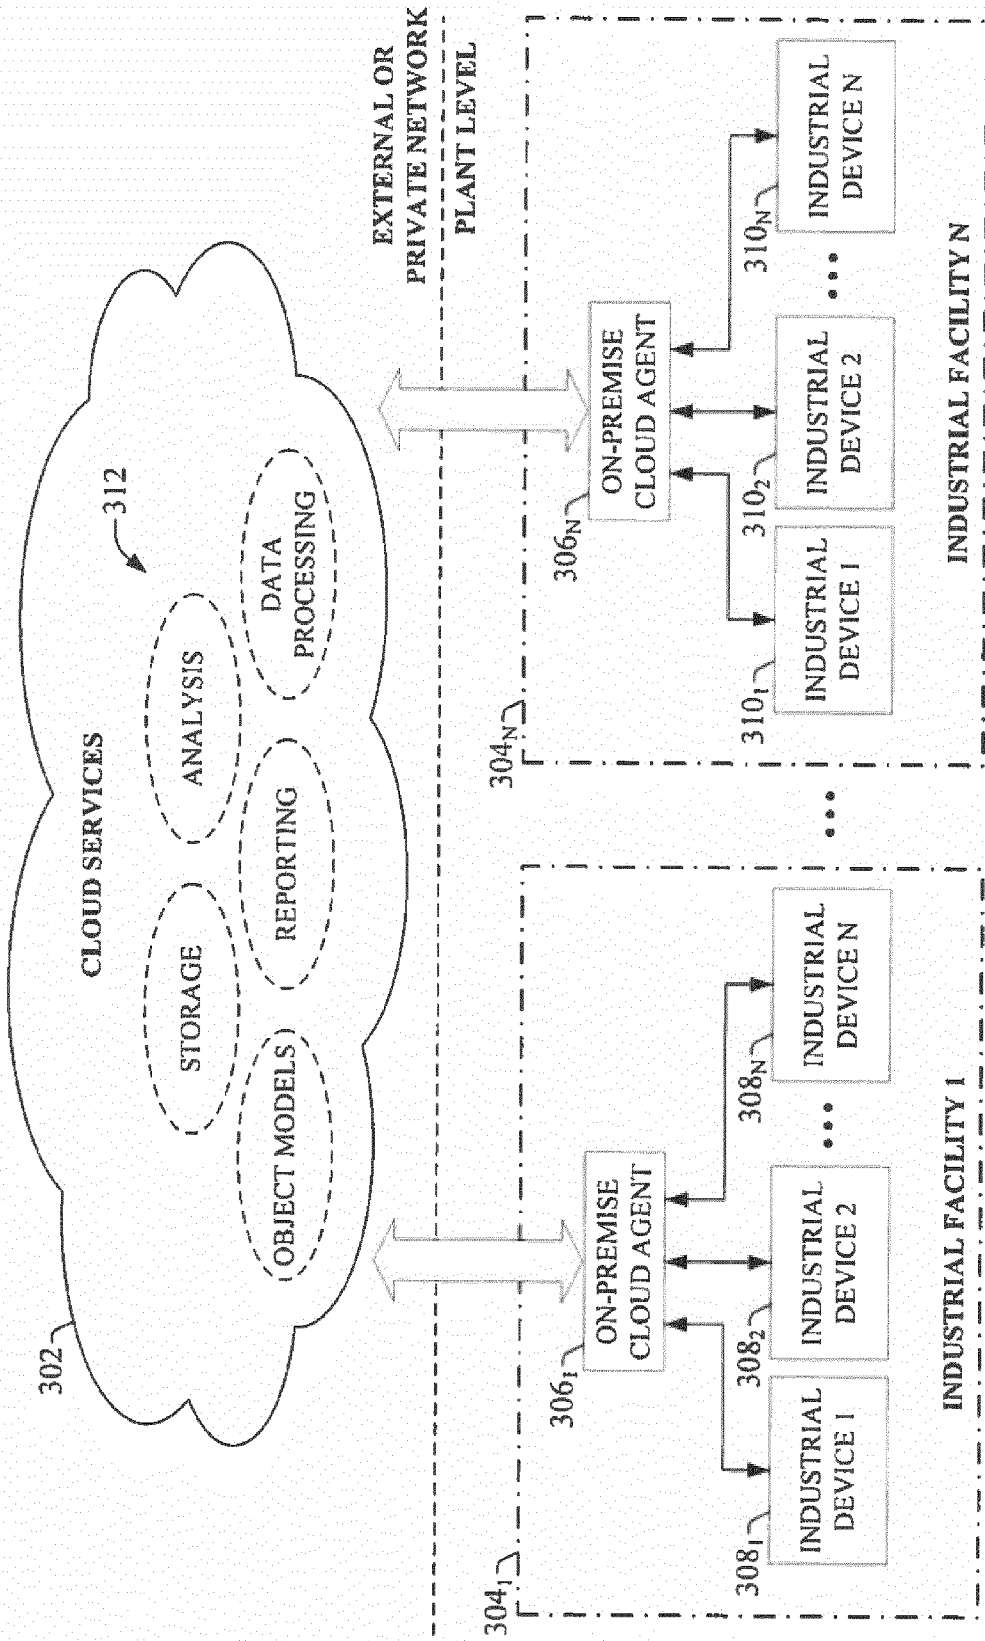 302
CLOUD SERVICES
312
STORAGE
ANALYSIS
OBJECT MODELS
REPORTING
DATA
PROCESSING
EXTERNAL OR
PRIVATE NETWORK
PLANT LEVEL
304₁
304N
306₁
ON-PREMISE
CLOUD AGENT
306N
ON-PREMISE
CLOUD AGENT
308₁
INDUSTRIAL
DEVICE 1
308₂
INDUSTRIAL
DEVICE 2
•••
308N
INDUSTRIAL
DEVICE N
•••
310₁
INDUSTRIAL
DEVICE 1
310₂
INDUSTRIAL
DEVICE 2
•••
310N
INDUSTRIAL
DEVICE N
INDUSTRIAL FACILITY 1
INDUSTRIAL FACILITY N